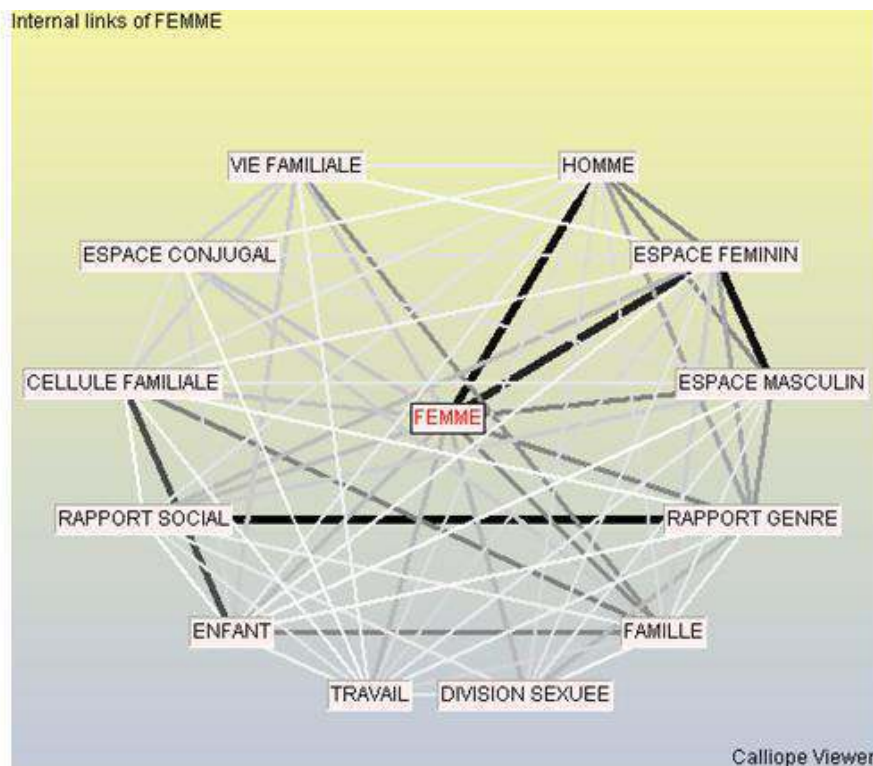 Internal links of FEMME
VIE FAMILIALE
HOMME
ESPACE CONJUGAL
ESPACE FEMININ
CELLULE FAMILIALE
ESPACE MASCULIN
FEMME
RAPPORT SOCIAL
RAPPORT GENRE
ENFANT
FAMILLE
TRAVAIL
DIVISION SEXUEE
Calliope Viewer